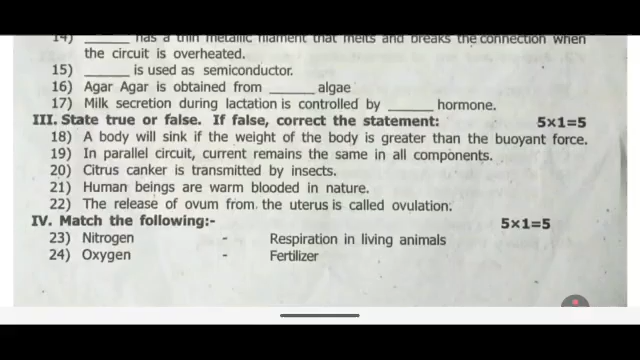 14) ______ has a thin metallic filament that melts and breaks the connection when
the circuit is overheated.
15) ______ is used as semiconductor.
16) Agar Agar is obtained from ______ algae
17) Milk secretion during lactation is controlled by ______ hormone.
III. State true or false. If false, correct the statement: 5×1=5
18) A body will sink if the weight of the body is greater than the buoyant force.
19) In parallel circuit, current remains the same in all components.
20) Citrus canker is transmitted by insects.
21) Human beings are warm blooded in nature.
22) The release of ovum from the uterus is called ovulation.
IV. Match the following:- 5×1=5
23) Nitrogen - Respiration in living animals
24) Oxygen - Fertilizer